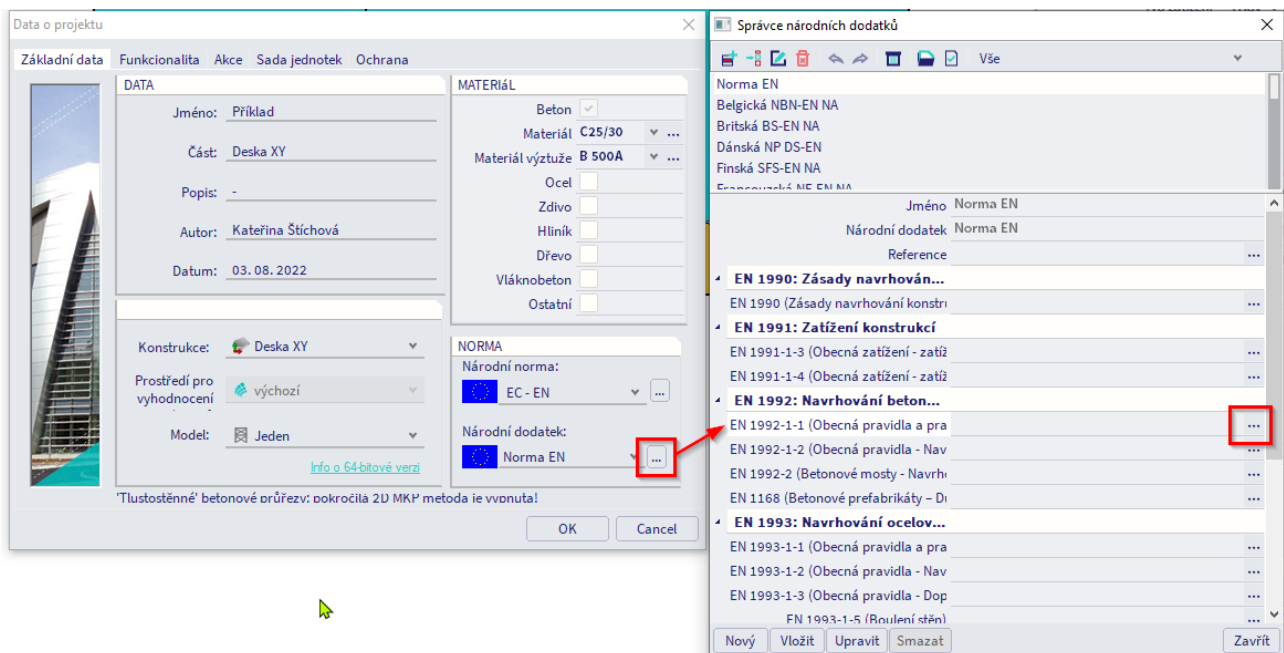 Data o projektu
Základní data Funkcionalita Akce Sada jednotek Ochrana
DATA
Jméno: Příklad
Část: Deska XY
Popis: -
Autor: Kateřina Štíchová
Datum: 03. 08. 2022
Konstrukce: Deska XY
Prostředí pro
vyhodnocení
výchozí
Model: Jeden
Info o 64-bitové verzi
MATERIÁL
Beton
Materiál C25/30 ...
Materiál výztuže B 500A ...
Ocel
Zdivo
Hliník
Dřevo
Vláknobeton
Ostatní
NORMA
Národní norma:
EC - EN ...
Národní dodatek:
Norma EN ...
'Tlustostěnné' betonové průřezy: pokročilá 2D MKP metoda je vypnuta!
OK Cancel
Správce národních dodatků
Vše
Norma EN
Belgická NBN-EN NA
Britská BS-EN NA
Dánská NP DS-EN
Finská SFS-EN NA
Francouzská NF-EN NA
Jméno Norma EN
Národní dodatek Norma EN
Reference ...
EN 1990: Zásady navrhován...
EN 1990 (Zásady navrhování konstru ...
EN 1991: Zatížení konstrukcí
EN 1991-1-3 (Obecná zatížení - zatíž ...
EN 1991-1-4 (Obecná zatížení - zatíž ...
EN 1992: Navrhování beton...
EN 1992-1-1 (Obecná pravidla a pra ...
EN 1992-1-2 (Obecná pravidla - Nav ...
EN 1992-2 (Betonové mosty - Navrho ...
EN 1168 (Betonové prefabrikáty – Du ...
EN 1993: Navrhování ocelov...
EN 1993-1-1 (Obecná pravidla a pra ...
EN 1993-1-2 (Obecná pravidla - Nav ...
EN 1993-1-3 (Obecná pravidla - Dop ...
EN 1993-1-5 (Boulení stěn) ...
Nový Vložit Upravit Smazat Zavřít